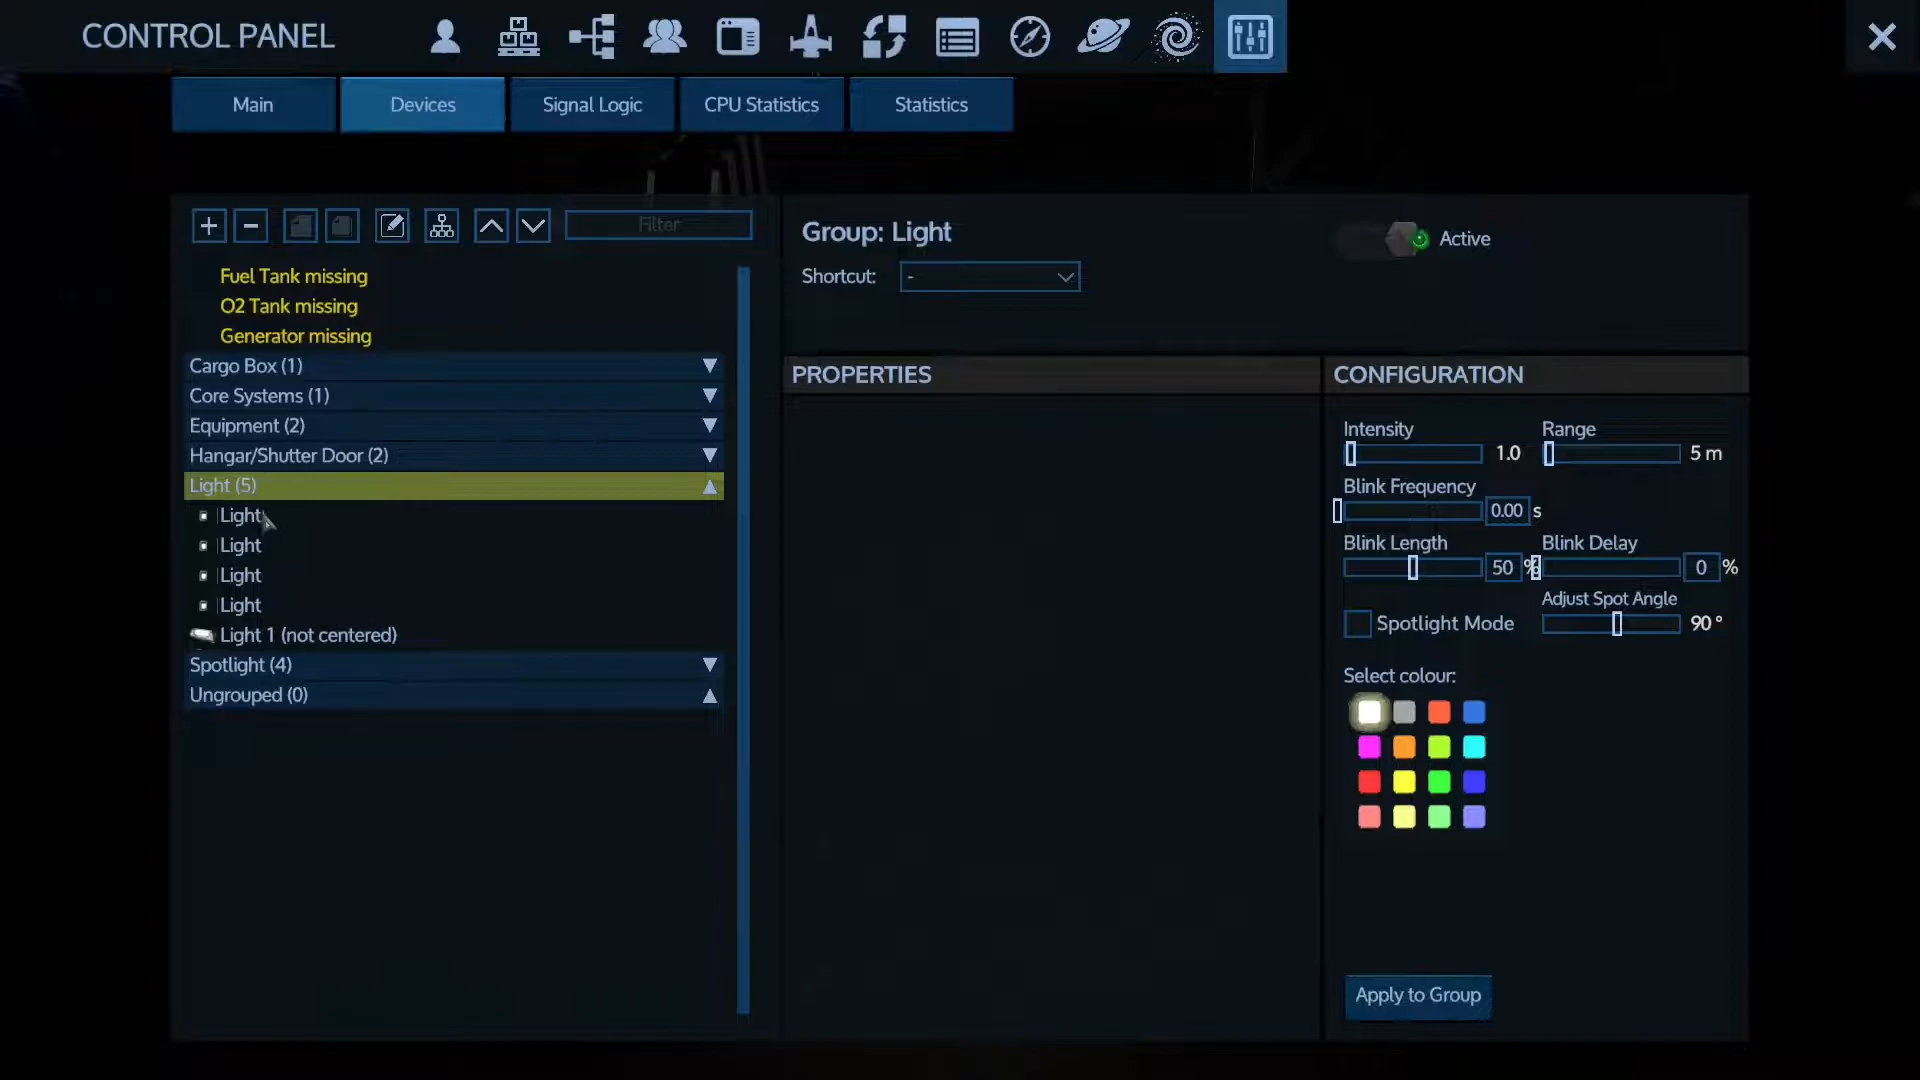 CONTROL PANEL
Main
Devices
Signal Logic
CPU Statistics
Statistics
Filter
Fuel Tank missing
O2 Tank missing
Generator missing
Cargo Box (1)
Core Systems (1)
Equipment (2)
Hangar/Shutter Door (2)
Light (5)
Light
Light
Light
Light
Light 1 (not centered)
Spotlight (4)
Ungrouped (0)
Group: Light
Active
Shortcut: -
PROPERTIES
CONFIGURATION
Intensity
Range
1.0
5 m
Blink Frequency
0.00 s
Blink Length
Blink Delay
50 %
0 %
Adjust Spot Angle
Spotlight Mode
90 °
Select colour:
Apply to Group